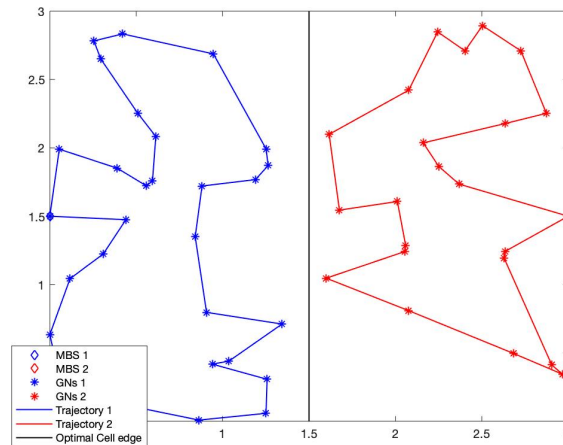 3
2.5
2
1.5
1
MBS 1
MBS 2
GNs 1
GNs 2
Trajectory 1
Trajectory 2
Optimal Cell edge
1 1.5 2 2.5